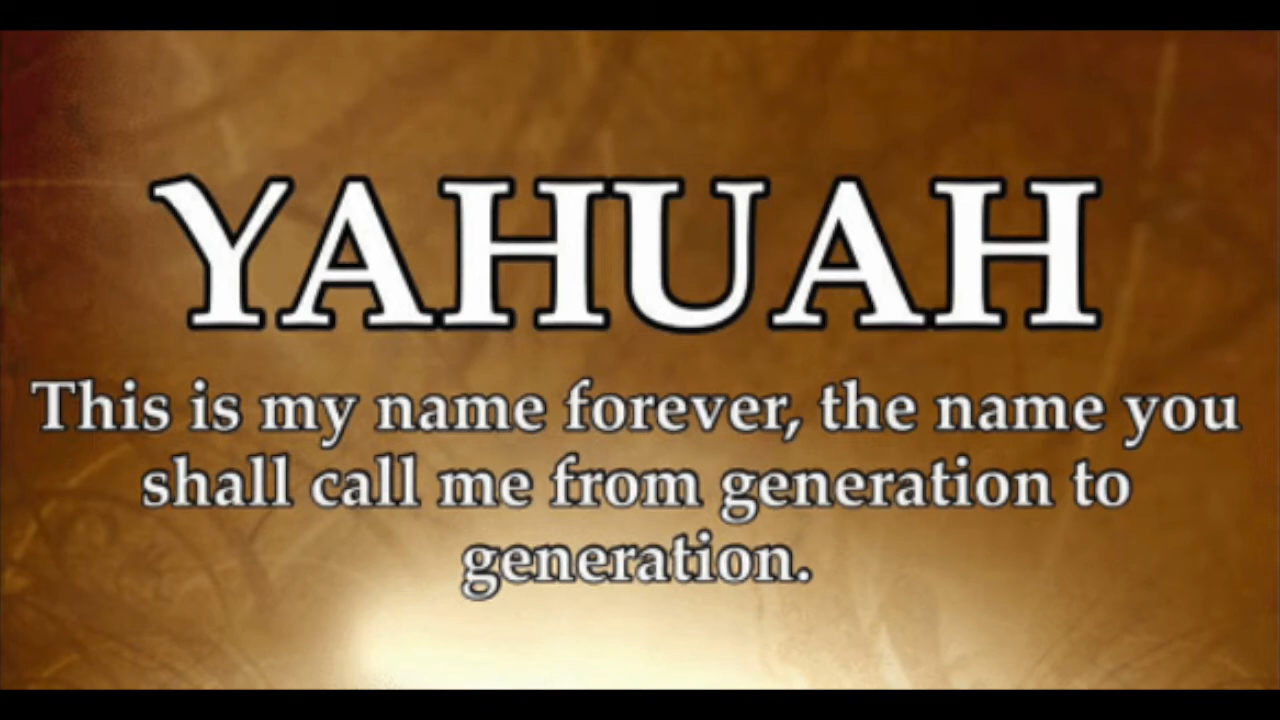 YAHUAH
This is my name forever, the name you
shall call me from generation to
generation.